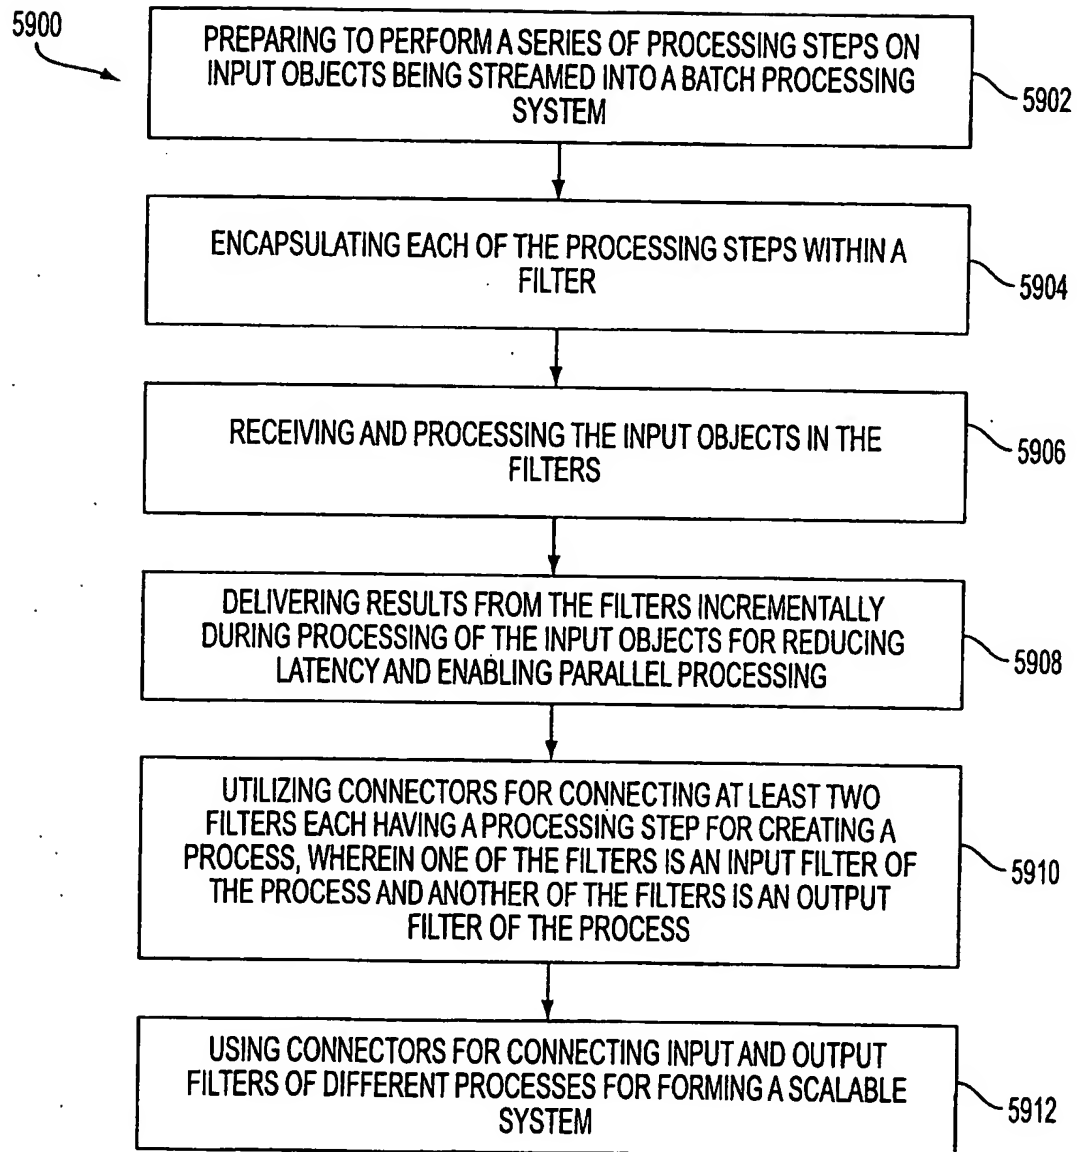 5900
PREPARING TO PERFORM A SERIES OF PROCESSING STEPS ON
INPUT OBJECTS BEING STREAMED INTO A BATCH PROCESSING
SYSTEM
5902
ENCAPSULATING EACH OF THE PROCESSING STEPS WITHIN A
FILTER
5904
RECEIVING AND PROCESSING THE INPUT OBJECTS IN THE
FILTERS
5906
DELIVERING RESULTS FROM THE FILTERS INCREMENTALLY
DURING PROCESSING OF THE INPUT OBJECTS FOR REDUCING
LATENCY AND ENABLING PARALLEL PROCESSING
5908
UTILIZING CONNECTORS FOR CONNECTING AT LEAST TWO
FILTERS EACH HAVING A PROCESSING STEP FOR CREATING A
PROCESS, WHEREIN ONE OF THE FILTERS IS AN INPUT FILTER OF
THE PROCESS AND ANOTHER OF THE FILTERS IS AN OUTPUT
FILTER OF THE PROCESS
5910
USING CONNECTORS FOR CONNECTING INPUT AND OUTPUT
FILTERS OF DIFFERENT PROCESSES FOR FORMING A SCALABLE
SYSTEM
5912